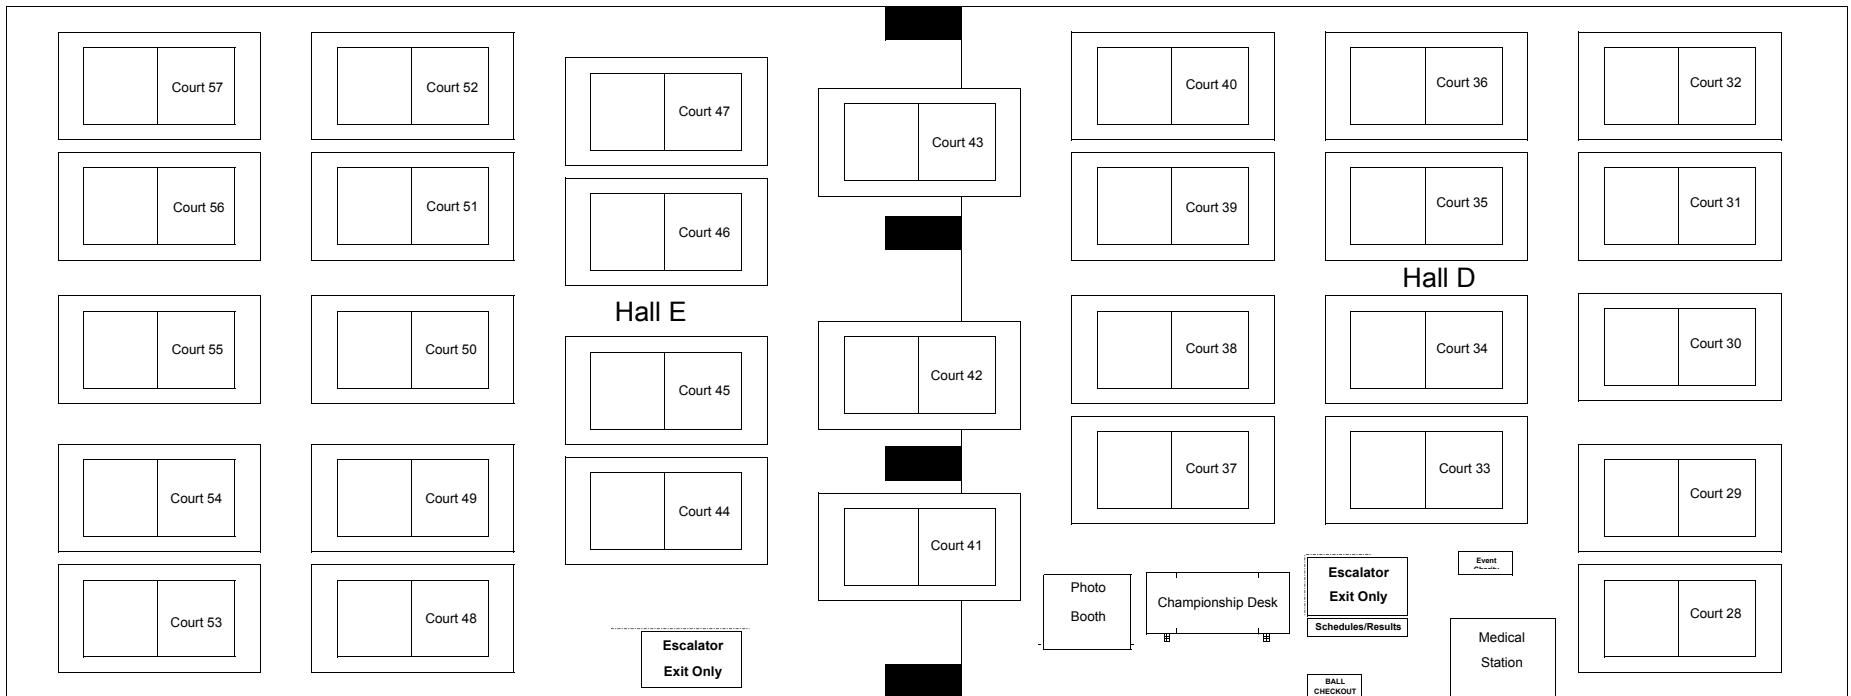 Court 57
Court 52
Court 47
Court 43
Court 40
Court 36
Court 32
Court 56
Court 51
Court 46
Court 39
Court 35
Court 31
Hall E
Hall D
Court 55
Court 50
Court 45
Court 42
Court 38
Court 34
Court 30
Court 54
Court 49
Court 44
Court 41
Court 37
Court 33
Court 29
Court 53
Court 48
Escalator
Exit Only
Photo
Booth
Championship Desk
Escalator
Exit Only
Schedules/Results
Event
Medical
Station
Court 28
BALL
CHECKOUT